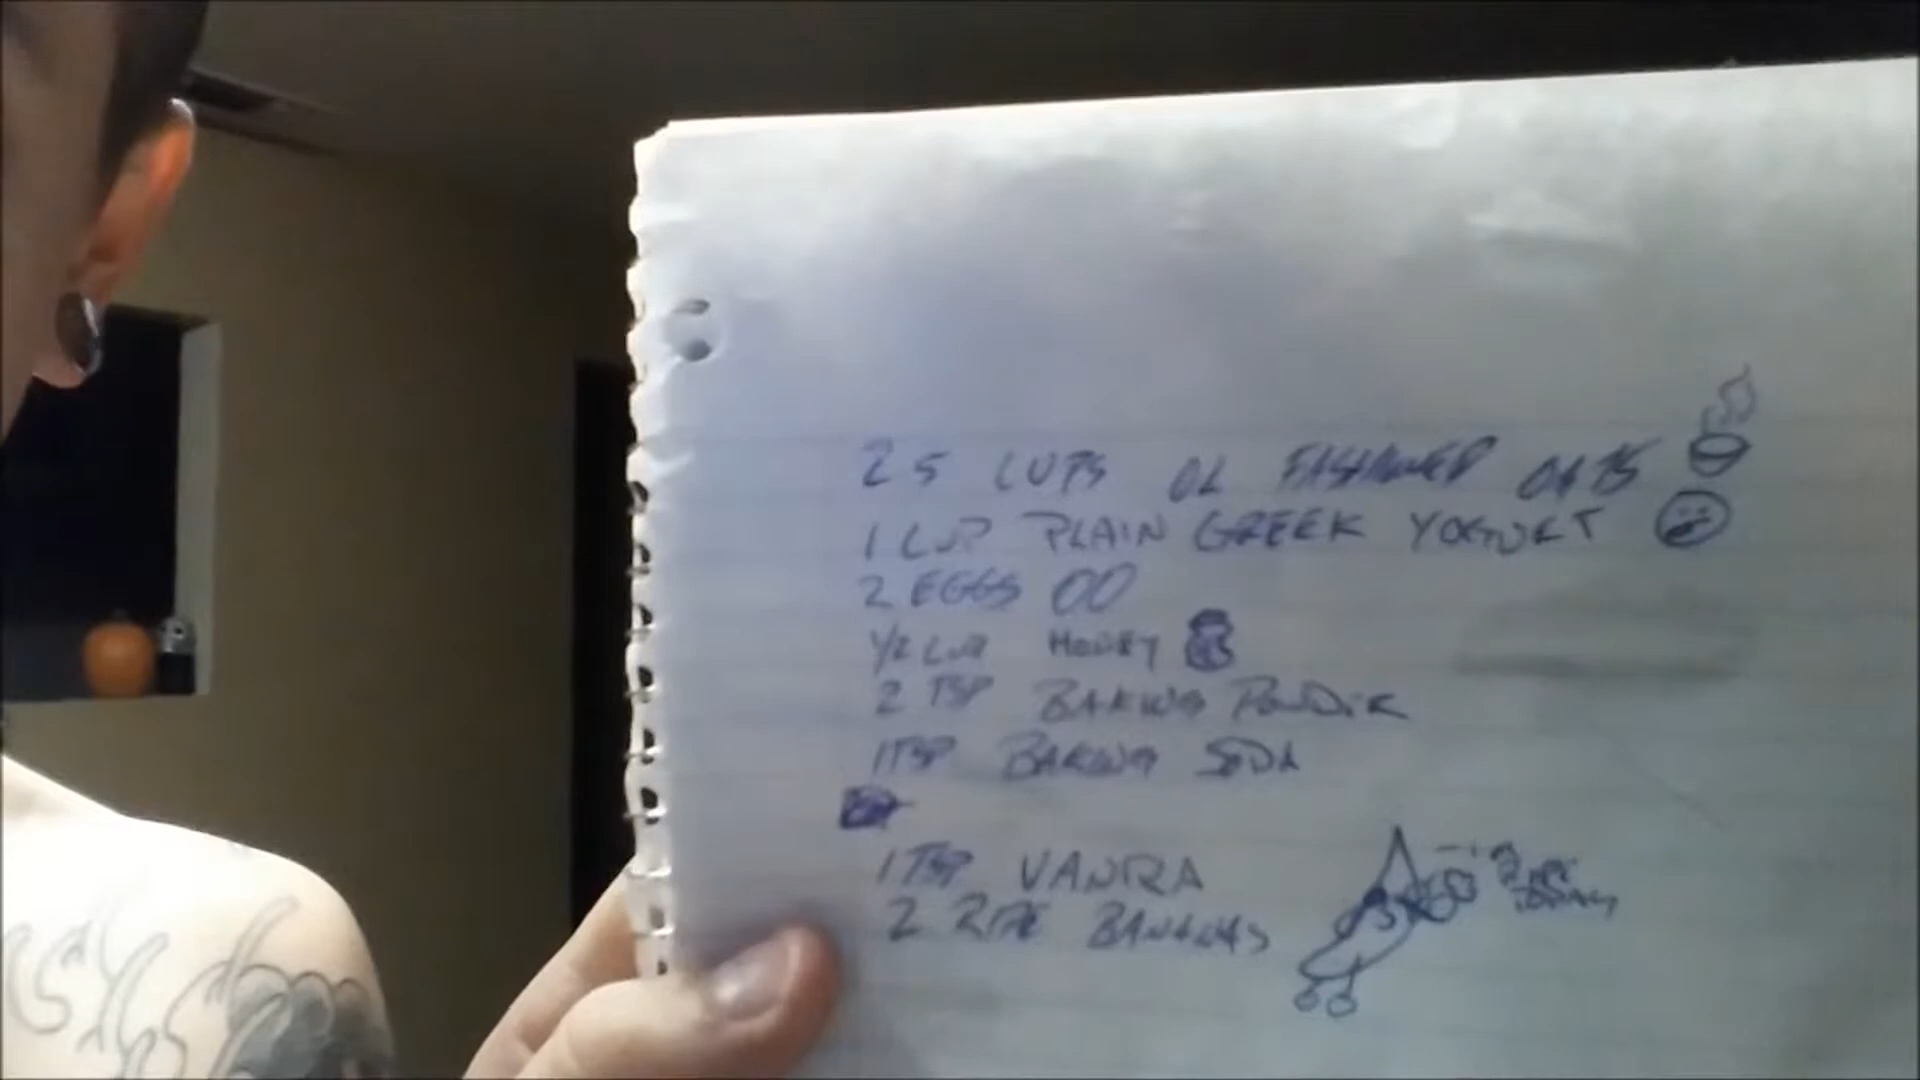 2 5 CUPS OL FASHIONED OATS
1 CUP PLAIN GREEK YOGURT
2 EGGS
1/2 CUP HONEY
2 TSP BAKING POWDER
1 TSP BAKING SODA
1 TSP VANILLA
2 RIPE BANANAS